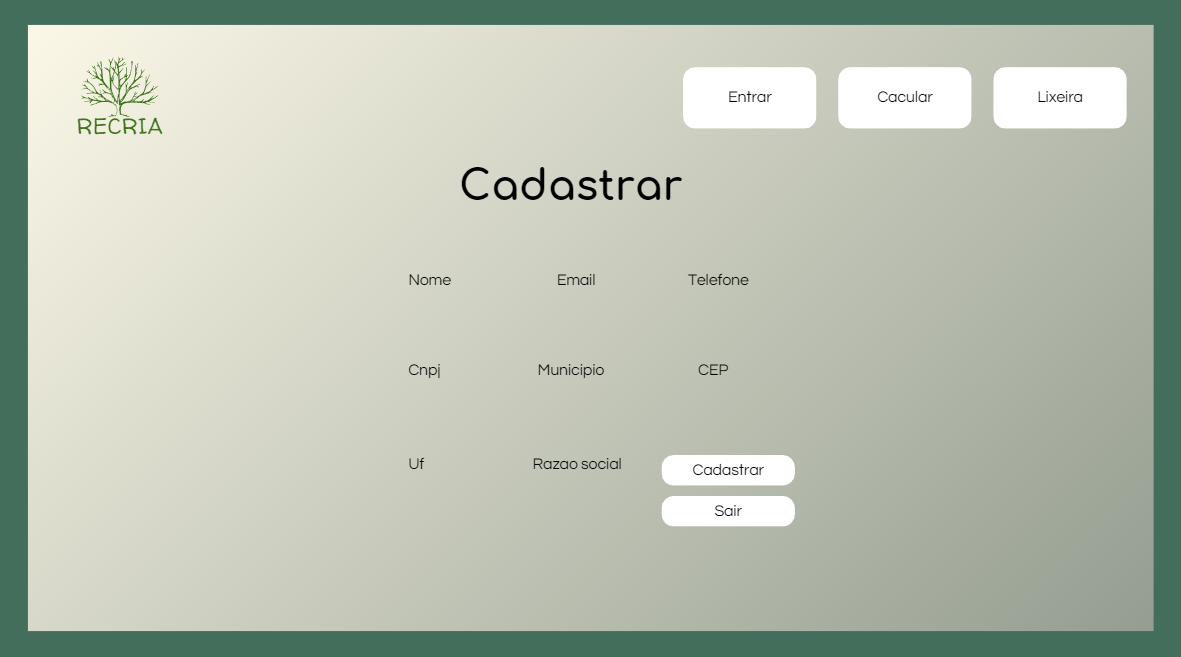 RECRIA
Entrar
Cacular
Lixeira
Cadastrar
Nome
Email
Telefone
Cnpj
Municipio
CEP
Uf
Razao social
Cadastrar
Sair